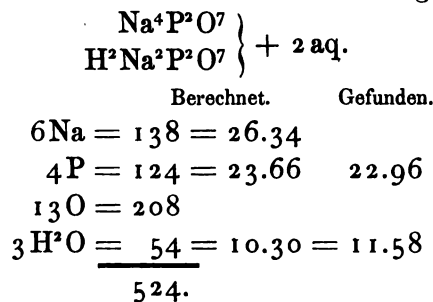 Na⁴P²O⁷
H²Na²P²O⁷ } + 2 aq.
Berechnet. Gefunden.
6Na = 138 = 26.34
4P = 124 = 23.66 22.96
13O = 208
3H²O = 54 = 10.30 = 11.58
524.